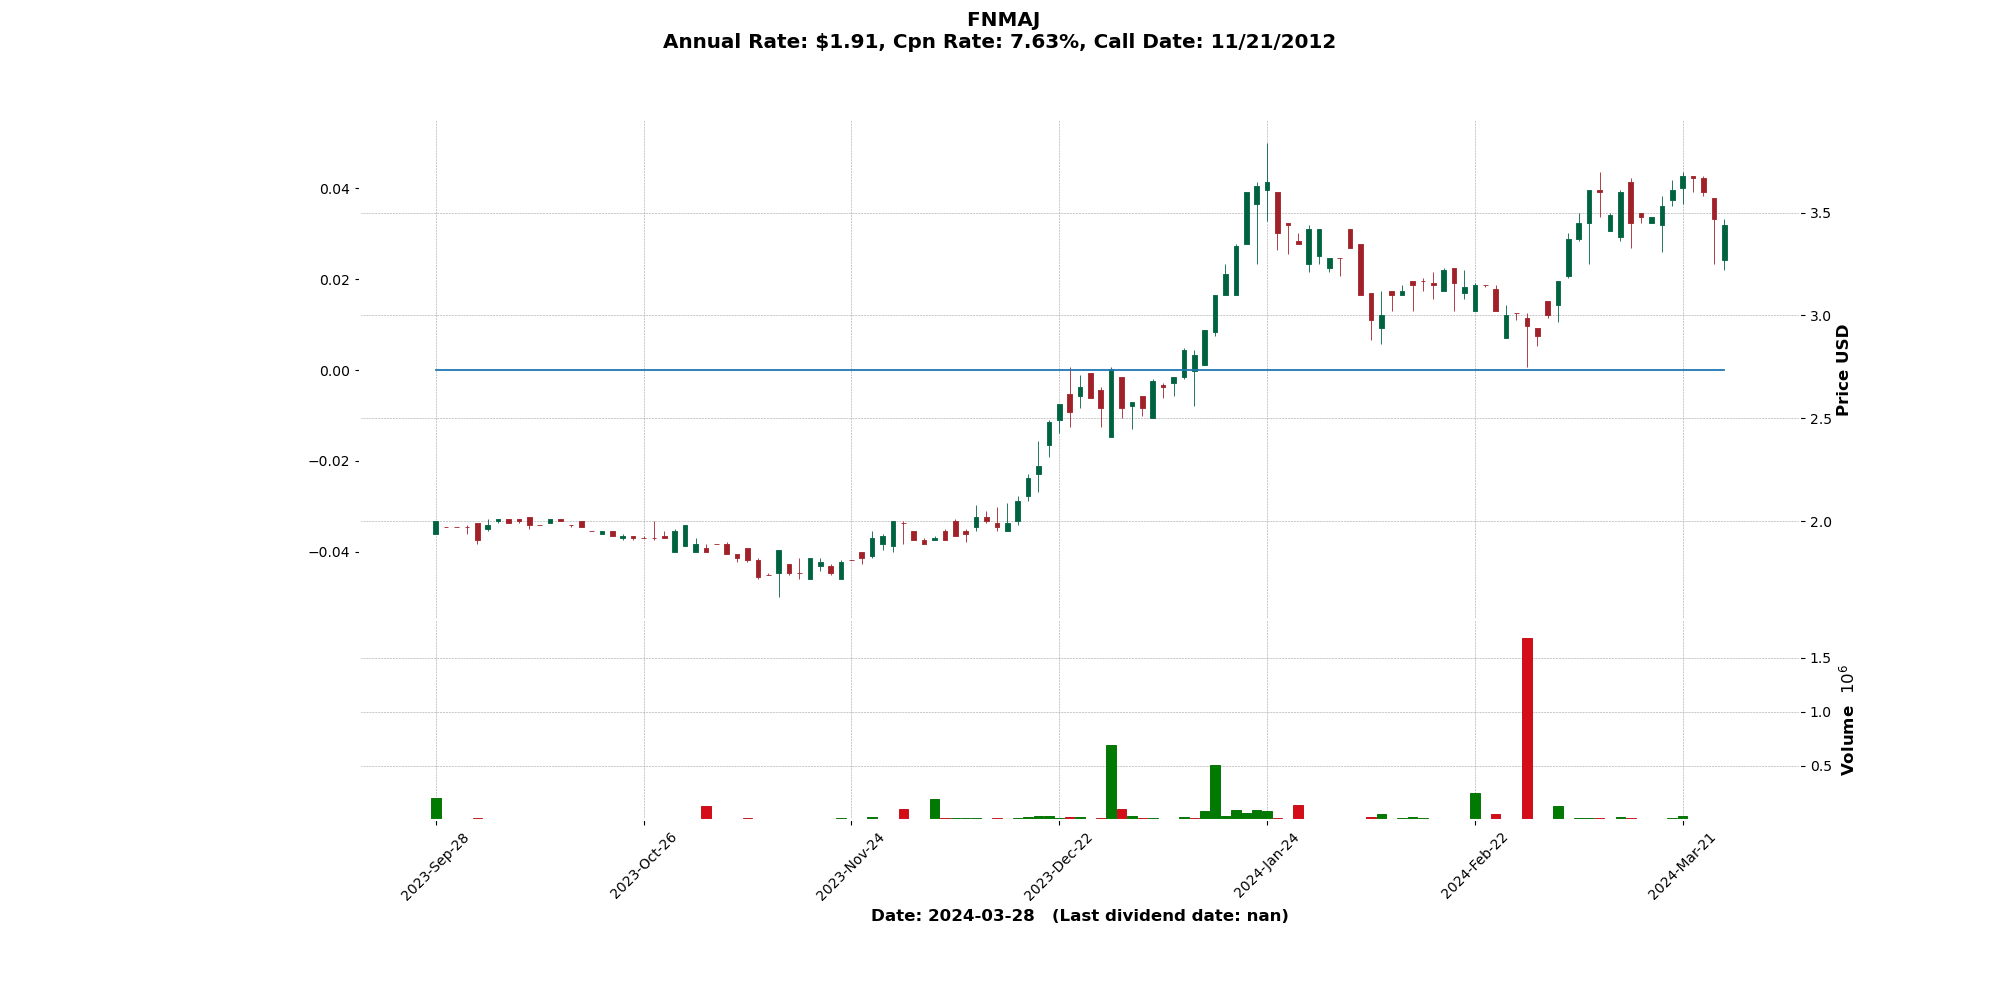 FNMAJ
Annual Rate: $1.91, Cpn Rate: 7.63%, Call Date: 11/21/2012
0.04
0.02
0.00
−0.02
−0.04
3.5
3.0
2.5
2.0
Price USD
1.5
1.0
0.5
Volume 10^6
2023-Sep-28
2023-Oct-26
2023-Nov-24
2023-Dec-22
2024-Jan-24
2024-Feb-22
2024-Mar-21
Date: 2024-03-28 (Last dividend date: nan)